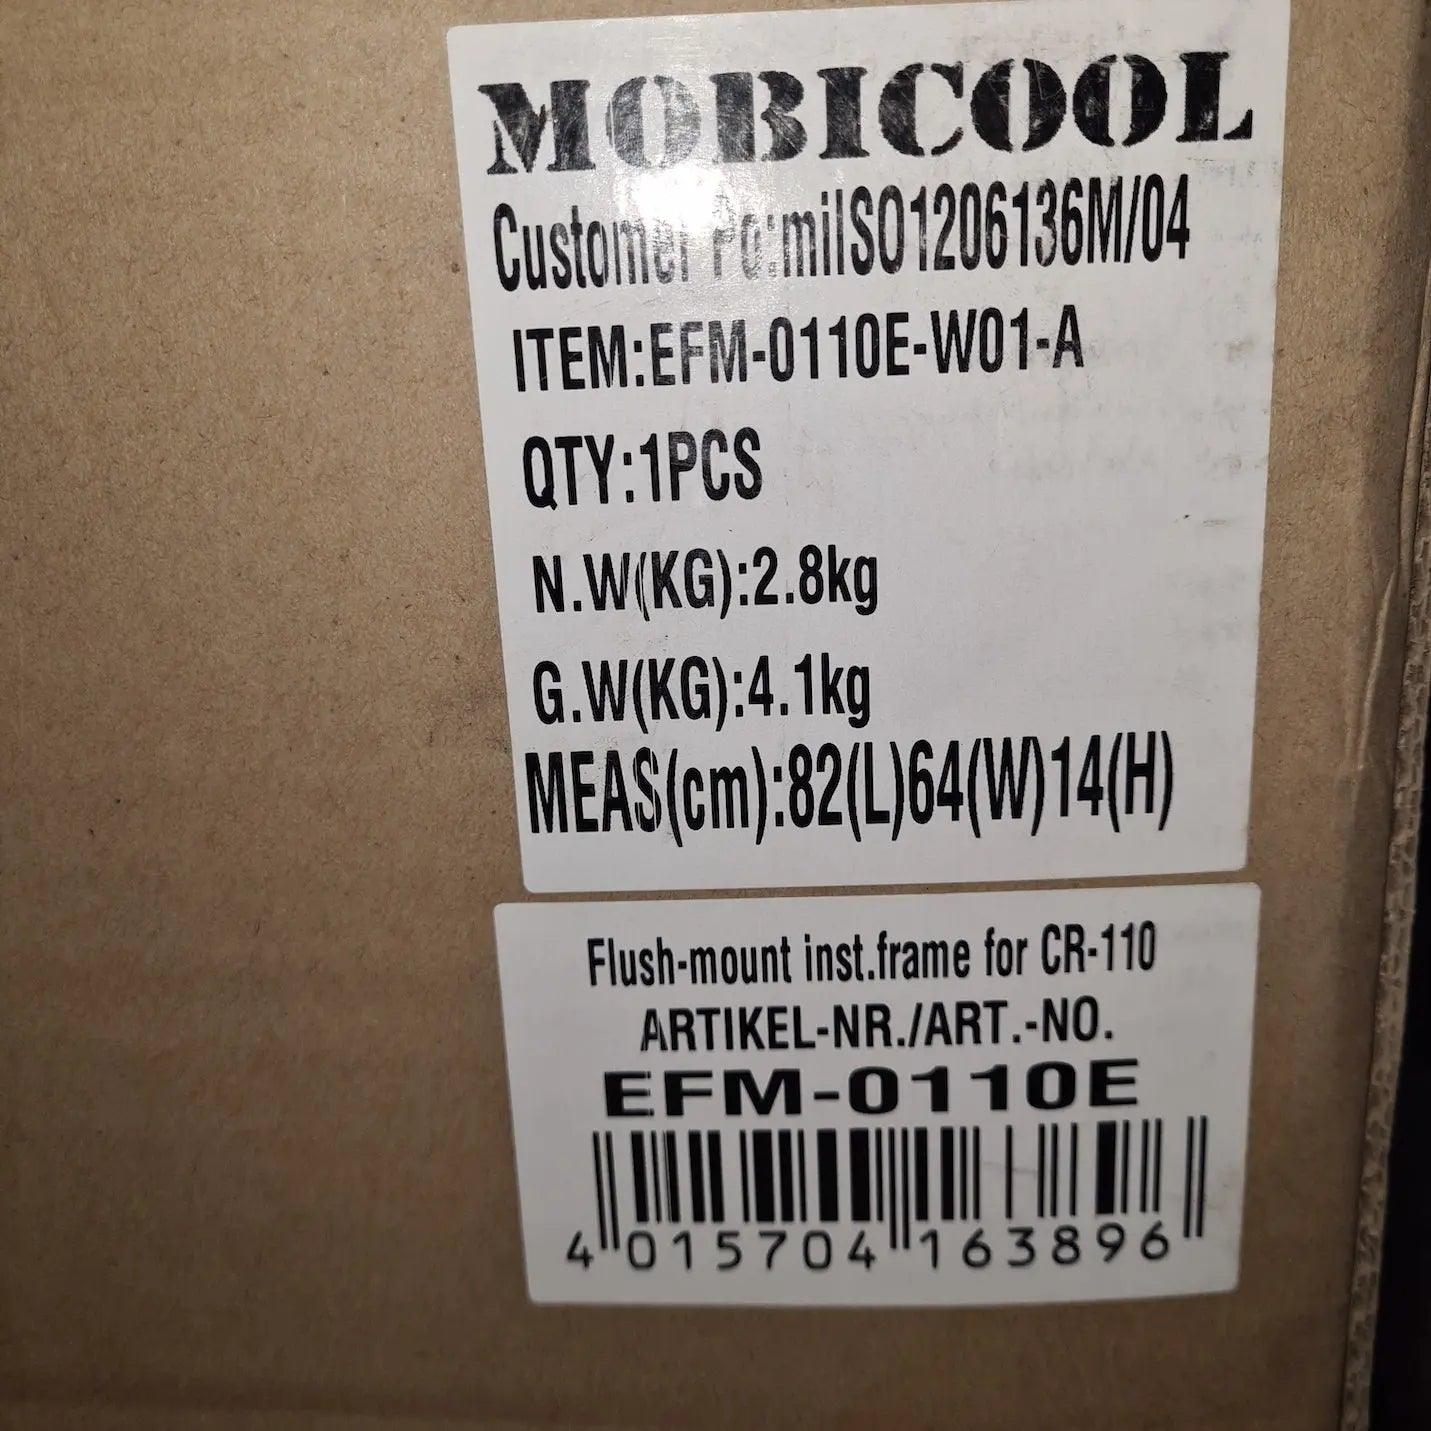 MOBICOOL
Customer Po:milSO1206136M/04
ITEM:EFM-0110E-W01-A
QTY:1PCS
N.W(KG):2.8kg
G.W(KG):4.1kg
MEAS(cm):82(L)64(W)14(H)
Flush-mount inst.frame for CR-110
ARTIKEL-NR./ART.-NO.
EFM-0110E
4 015704 163896